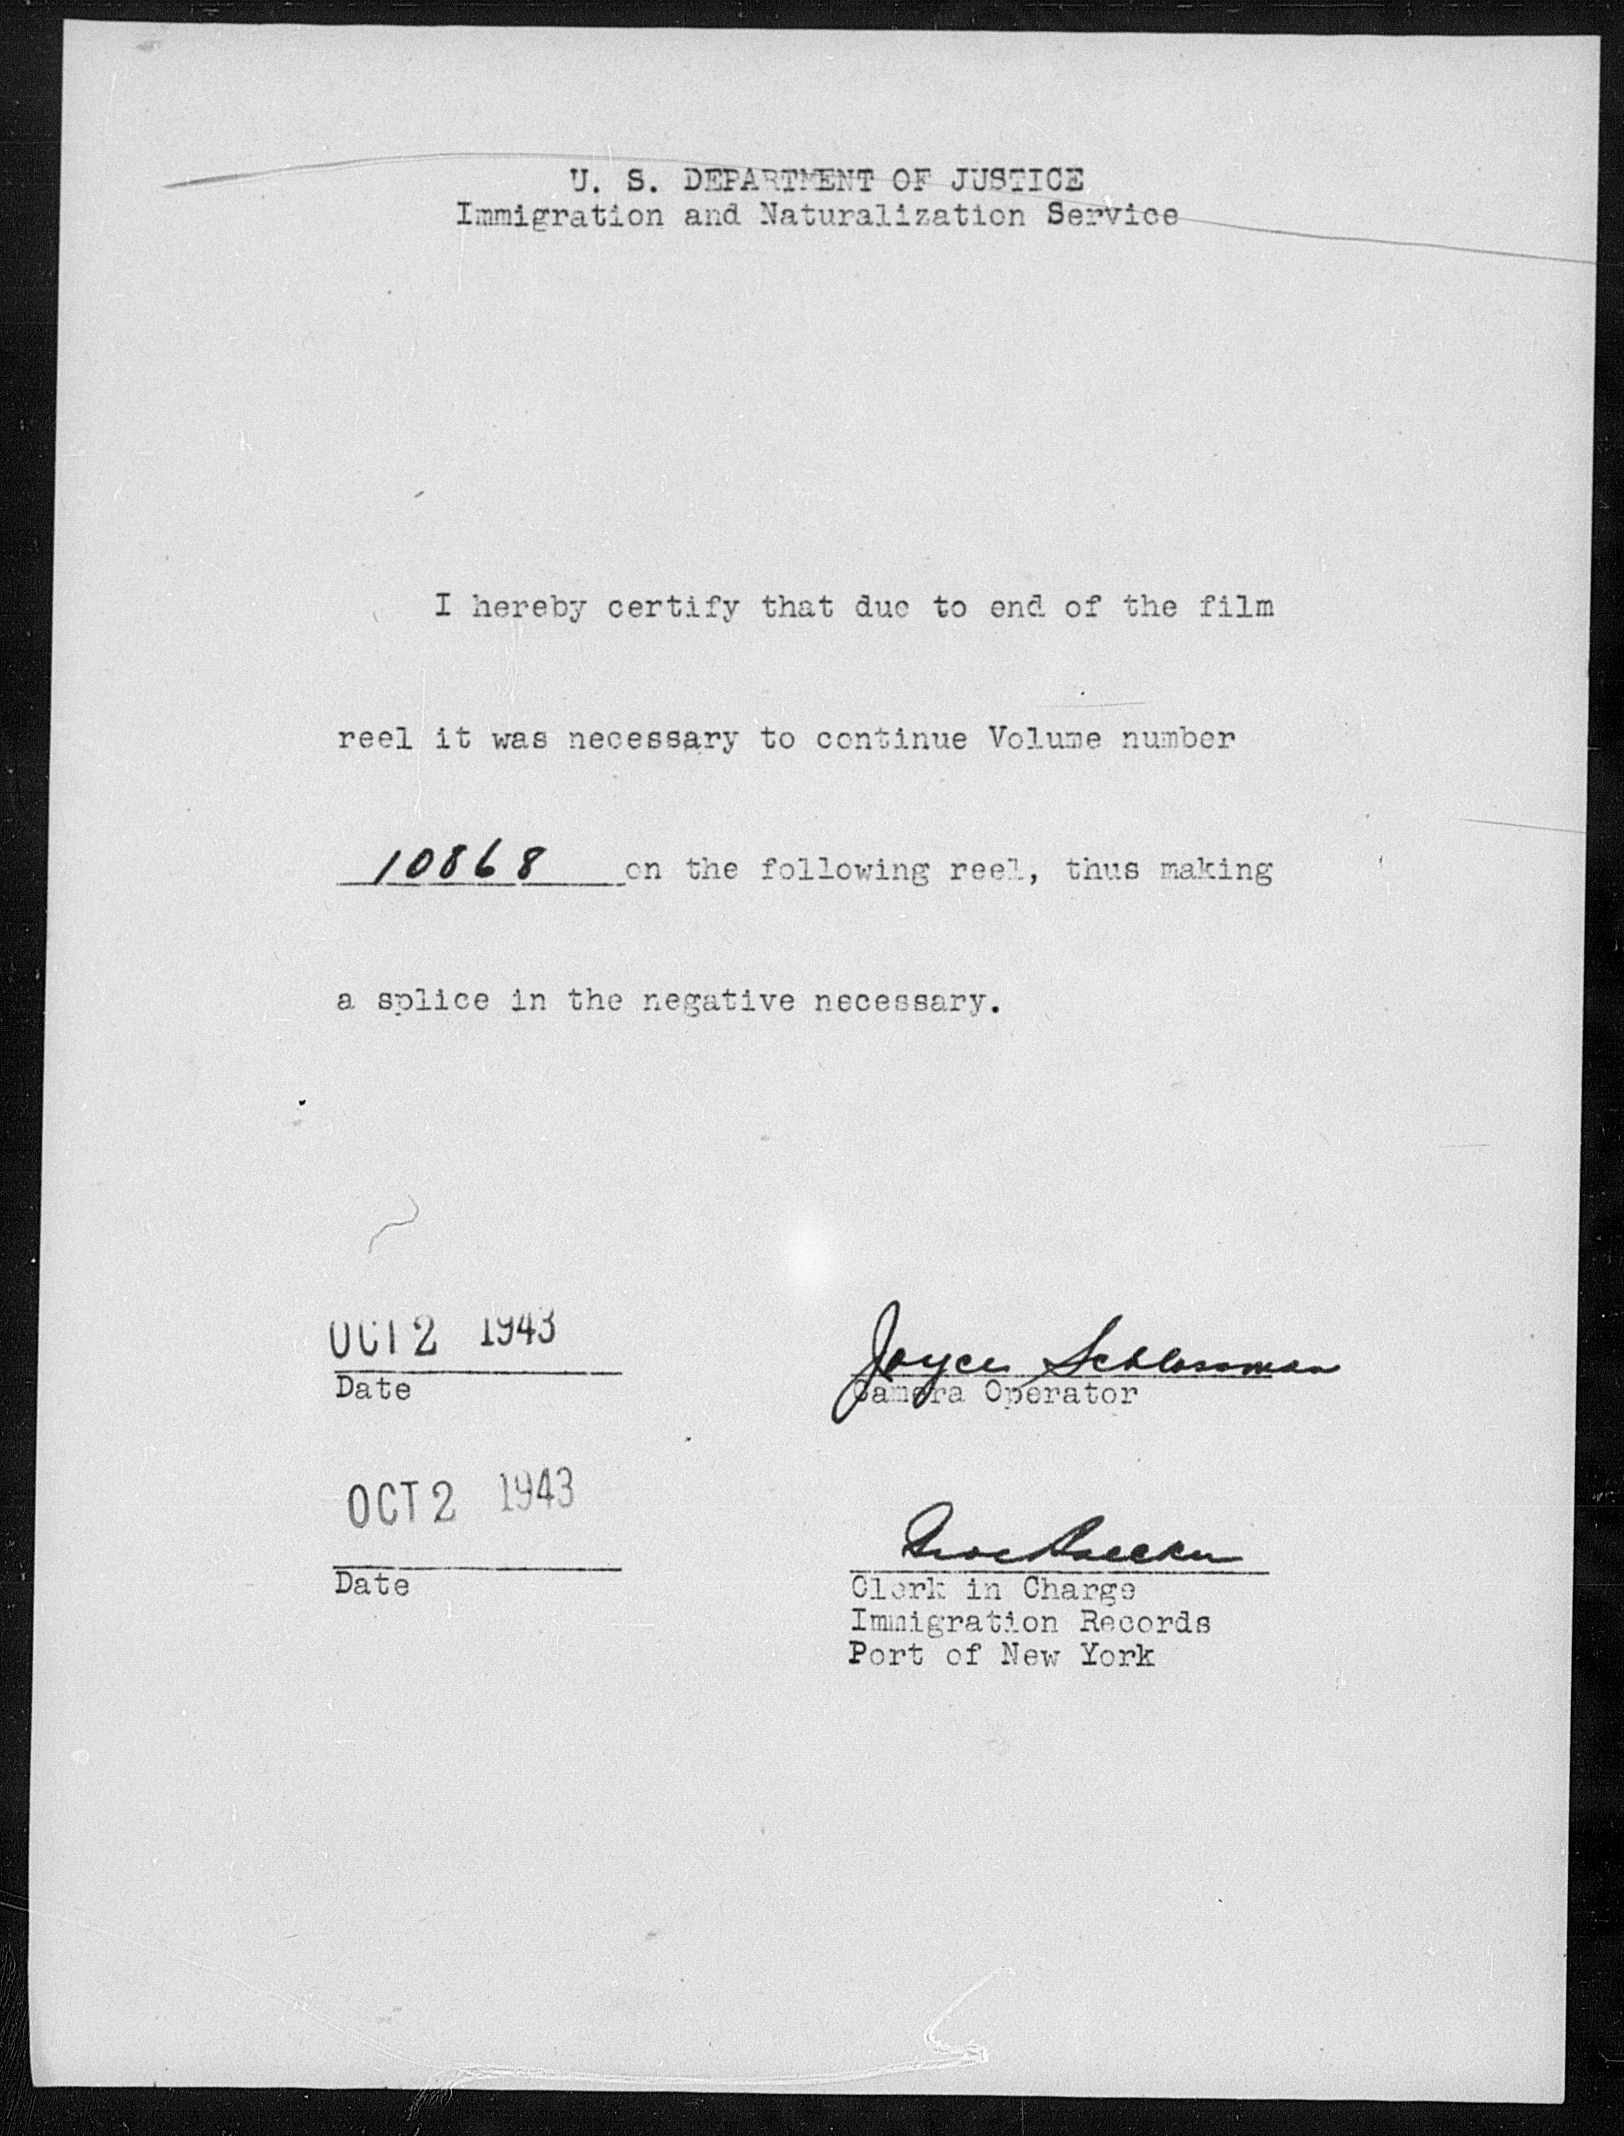 U. S. DEPARTMENT OF JUSTICE
Immigration and Naturalization Service
I hereby certify that due to end of the film
reel it was necessary to continue Volume number
10868 on the following reel, thus making
a splice in the negative necessary.
OCT 2 1943
Date
Joyce Schlossman
Camera Operator
OCT 2 1943
Date
Clerk in Charge
Immigration Records
Port of New York